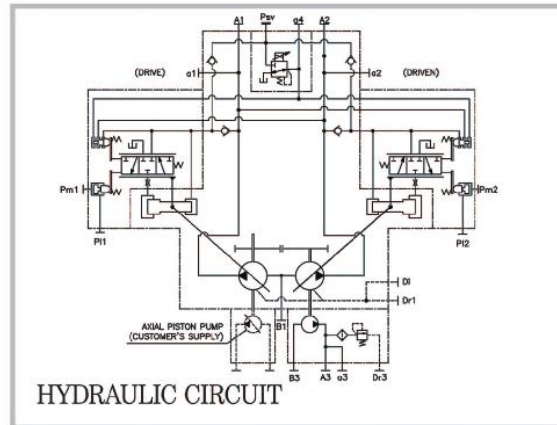 A1 Psv a4 A2
(DRIVE) (DRIVEN)
a1 a2
Pm1 Pm2
Pl1 Pl2
Dl
Dr1
B1
AXIAL PISTON PUMP
(CUSTOMER'S SUPPLY)
B3 A3 a3 Dr3
HYDRAULIC CIRCUIT